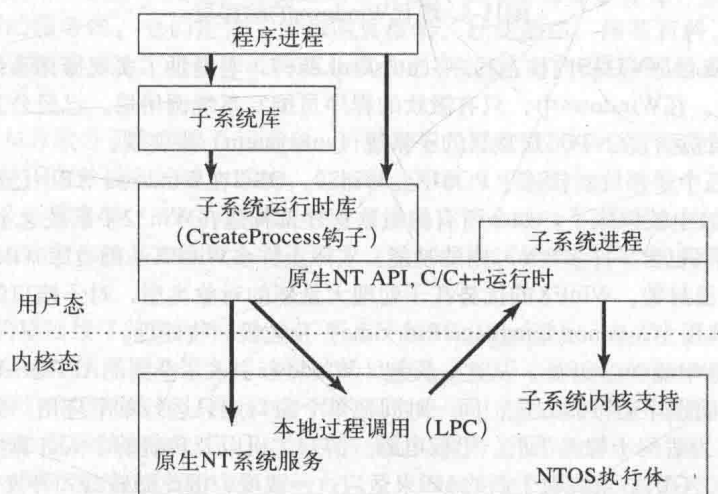 程序进程
子系统库
子系统运行时库
(CreateProcess钩子)
子系统进程
原生NT API, C/C++运行时
用户态
内核态
子系统内核支持
本地过程调用（LPC）
原生NT系统服务
NTOS执行体